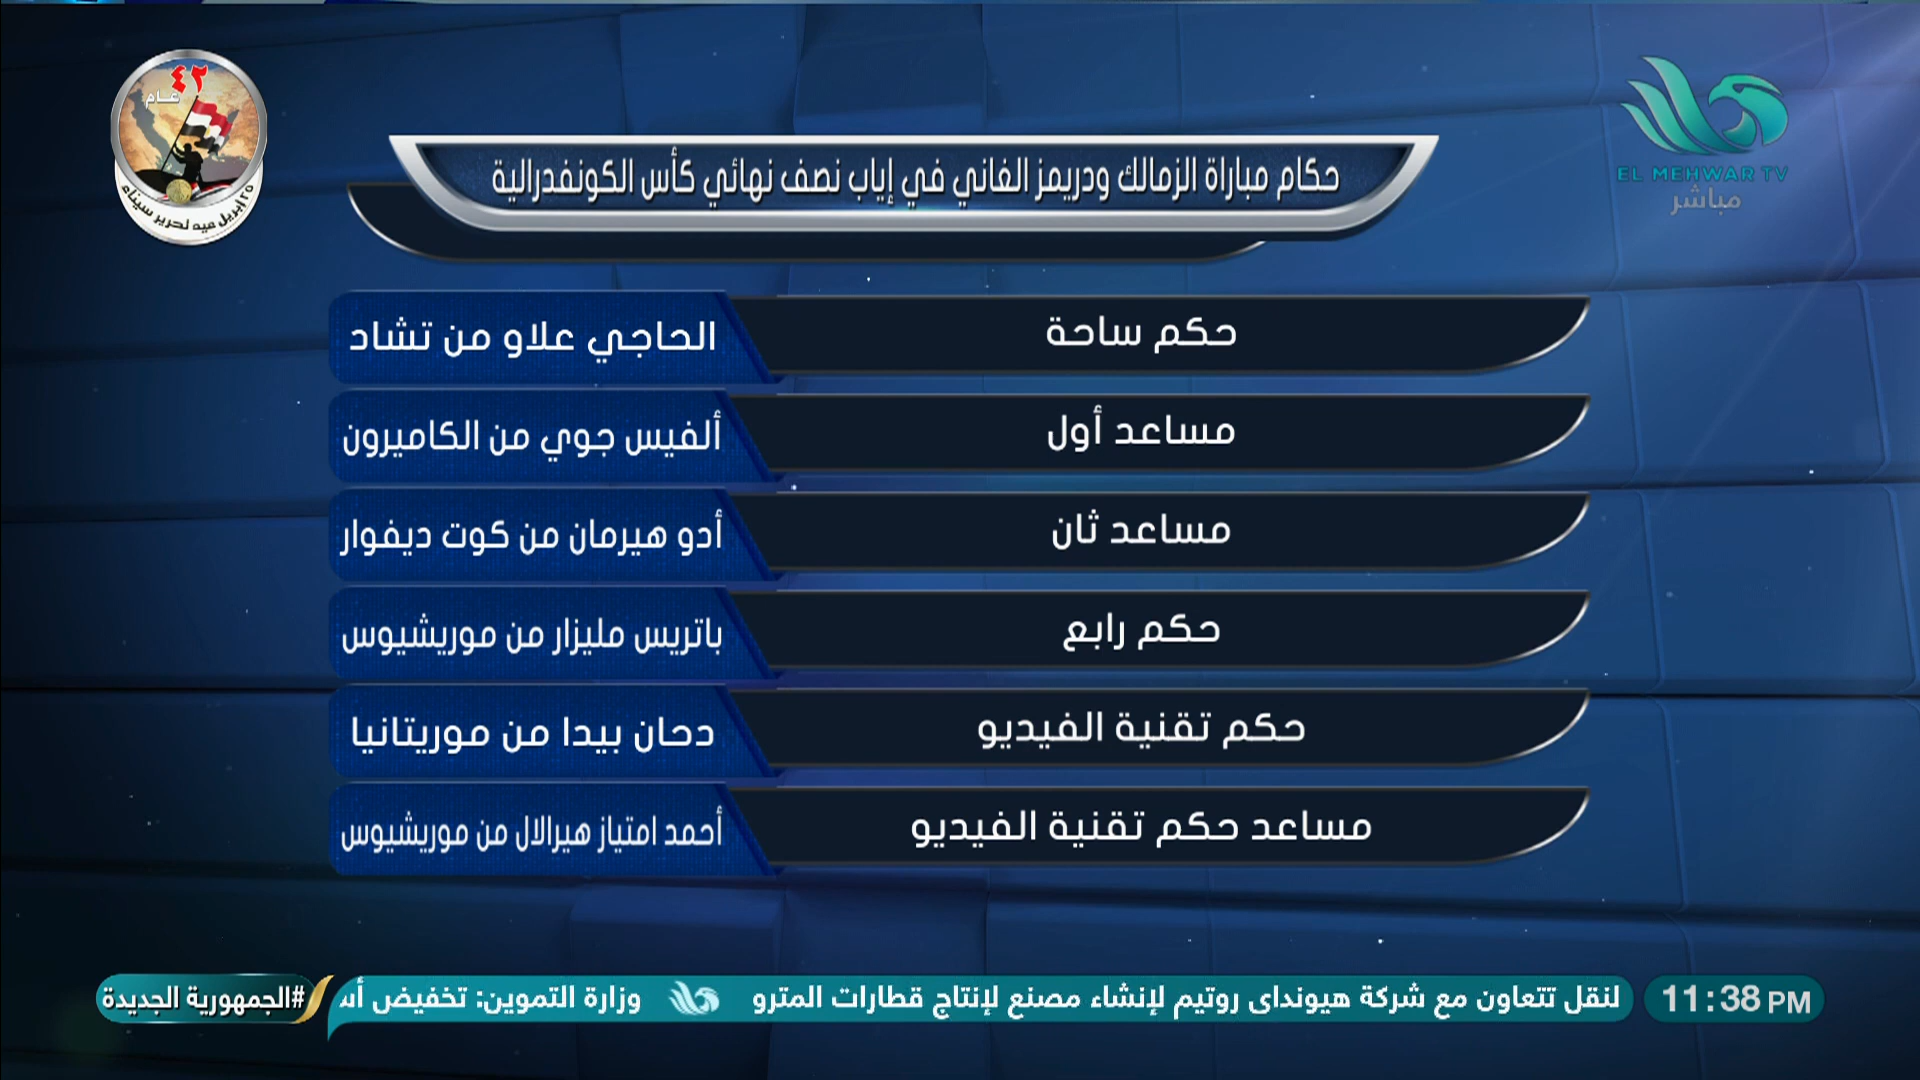 ٤٢
عام
٢٥ ابريل عيد تحرير سيناء
EL MEHWAR TV
مباشر
حكام مباراة الزمالك ودريمز الغاني في إياب نصف نهائي كأس الكونفدرالية
حكم ساحة
الحاجي علاو من تشاد
مساعد أول
ألفيس جوي من الكاميرون
مساعد ثان
أدو هيرمان من كوت ديفوار
حكم رابع
باتريس مليزار من موريشيوس
حكم تقنية الفيديو
دحان بيدا من موريتانيا
مساعد حكم تقنية الفيديو
أحمد امتياز هيرالال من موريشيوس
11:38 PM
لنقل تتعاون مع شركة هيونداى روتيم لإنشاء مصنع لإنتاج قطارات المترو
وزارة التموين: تخفيض أس
#الجمهورية الجديدة